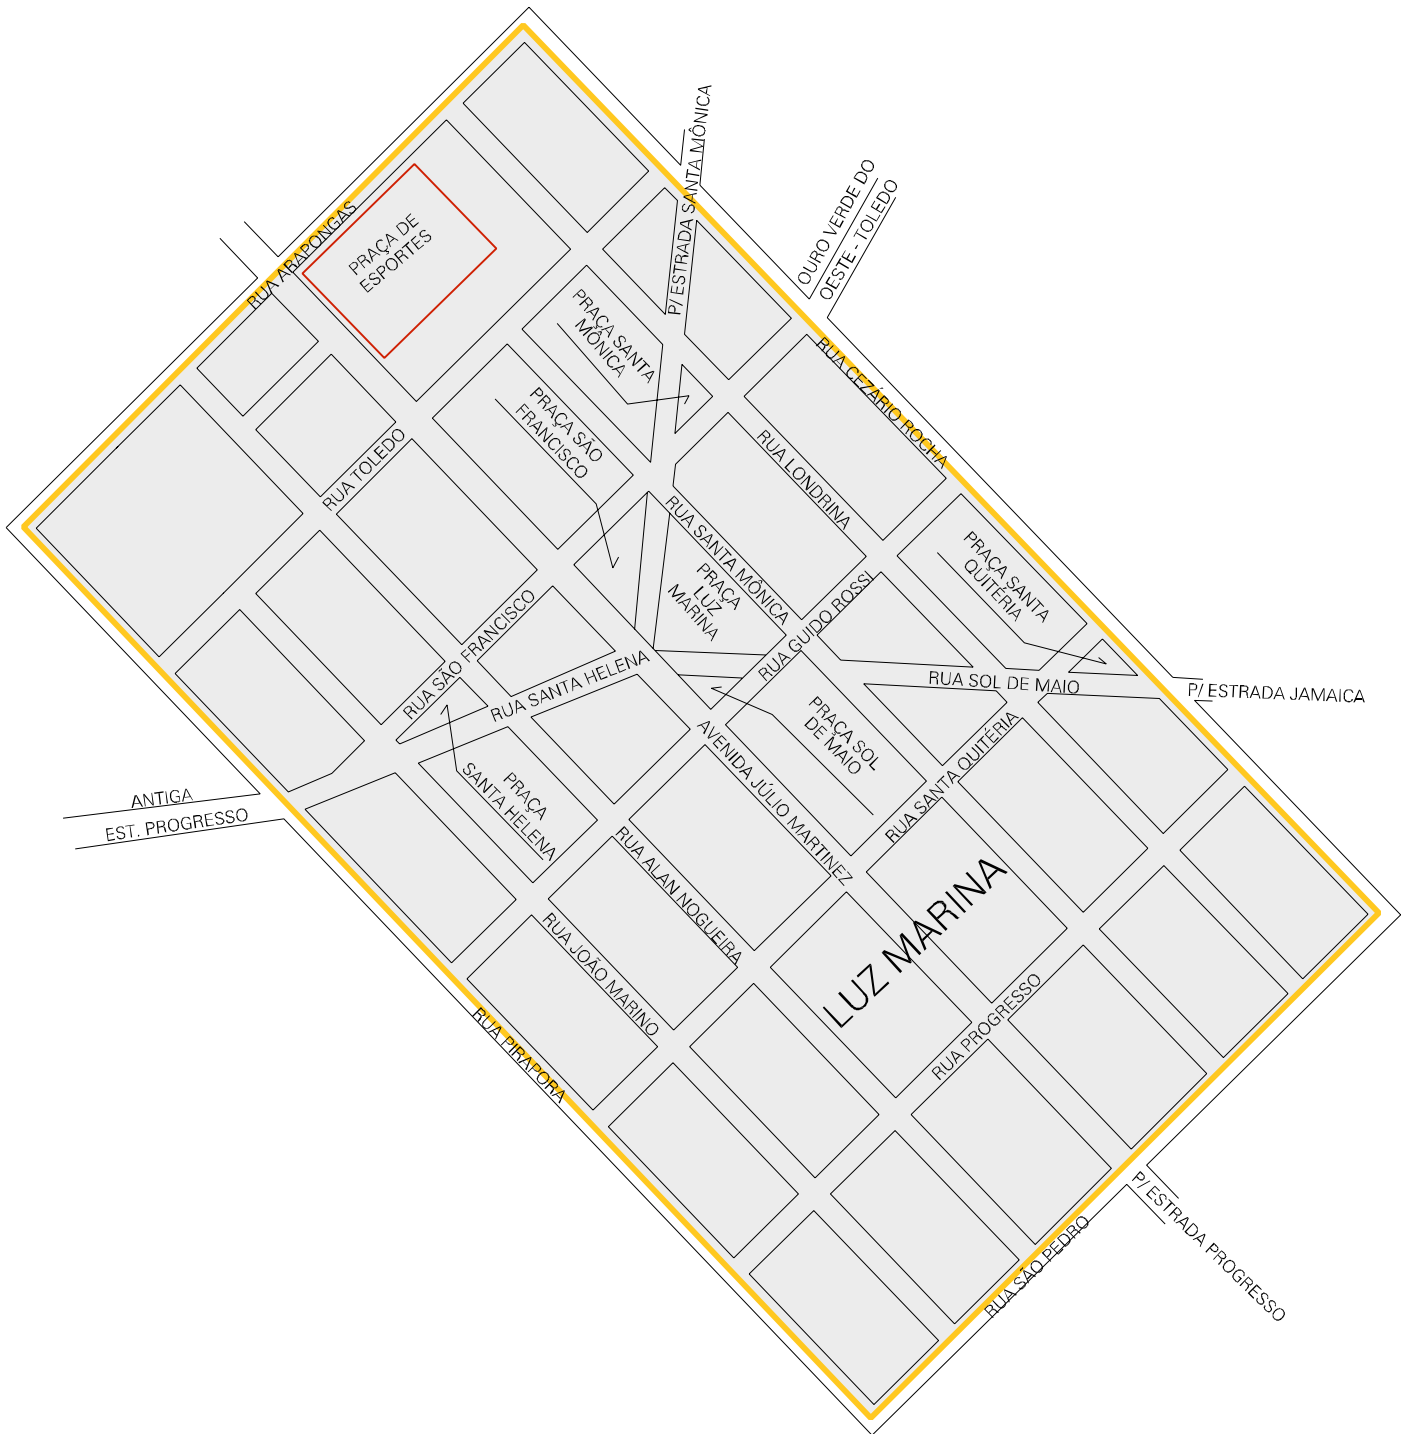 P/ ESTRADA SANTA MÔNICA
OURO VERDE DO
OESTE - TOLEDO
RUA ARAPONGAS
PRAÇA DE
ESPORTES
PRAÇA SANTA
MÔNICA
RUA CEZÁRIO ROCHA
PRAÇA SÃO
FRANCISCO
RUA TOLEDO
RUA LONDRINA
RUA SANTA MÔNICA
PRAÇA
LUZ
MARINA
PRAÇA SANTA
QUITÉRIA
RUA GUIDO ROSSI
RUA SÃO FRANCISCO
RUA SANTA HELENA
RUA SOL DE MAIO
P/ ESTRADA JAMAICA
PRAÇA SOL
DE MAIO
AVENIDA JÚLIO MARTINEZ
RUA SANTA QUITÉRIA
ANTIGA
EST. PROGRESSO
PRAÇA
SANTA HELENA
RUA ALAN NOGUEIRA
LUZ MARINA
RUA JOÃO MARINO
RUA PROGRESSO
RUA PIRAPORA
P/ ESTRADA PROGRESSO
RUA SÃO PEDRO